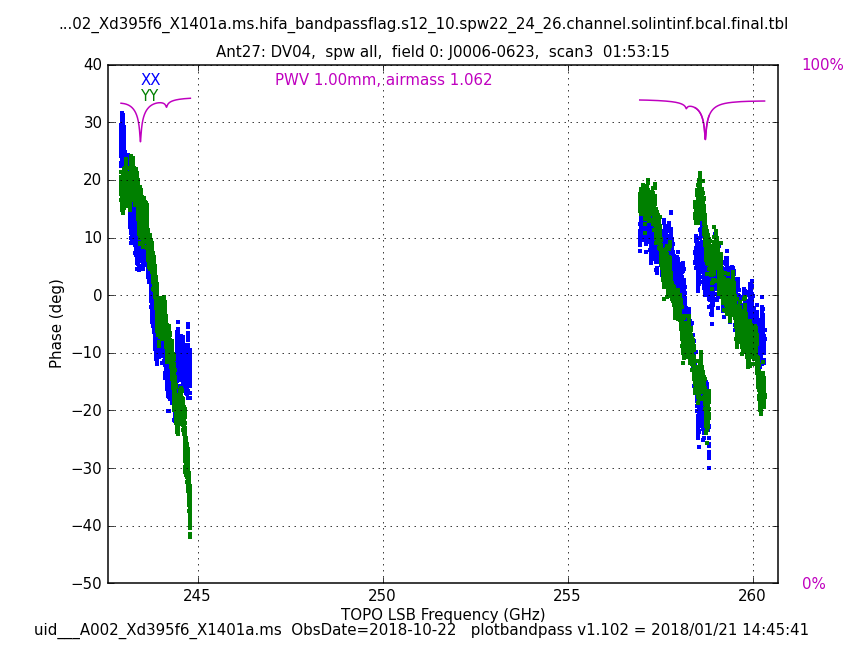 ...02_Xd395f6_X1401a.ms.hifa_bandpassflag.s12_10.spw22_24_26.channel.solintinf.bcal.final.tbl
Ant27: DV04,  spw all,  field 0: J0006-0623,  scan3  01:53:15
40 XX PWV 1.00mm, airmass 1.062 100%
YY
30
20
10
0
−10
−20
−30
−40
−50 0%
Phase (deg)
245 250 255 260
TOPO LSB Frequency (GHz)
uid___A002_Xd395f6_X1401a.ms  ObsDate=2018-10-22   plotbandpass v1.102 = 2018/01/21 14:45:41